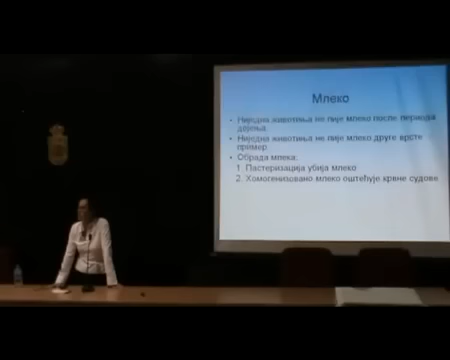 Млеко
• Ниједна животиња не пије млеко после периода
дојења.
• Ниједна животиња не пије млеко друге врсте
пример
• Обрада млека:
1. Пастеризација убија млеко
2. Хомогенизовано млеко оштећује крвне судове